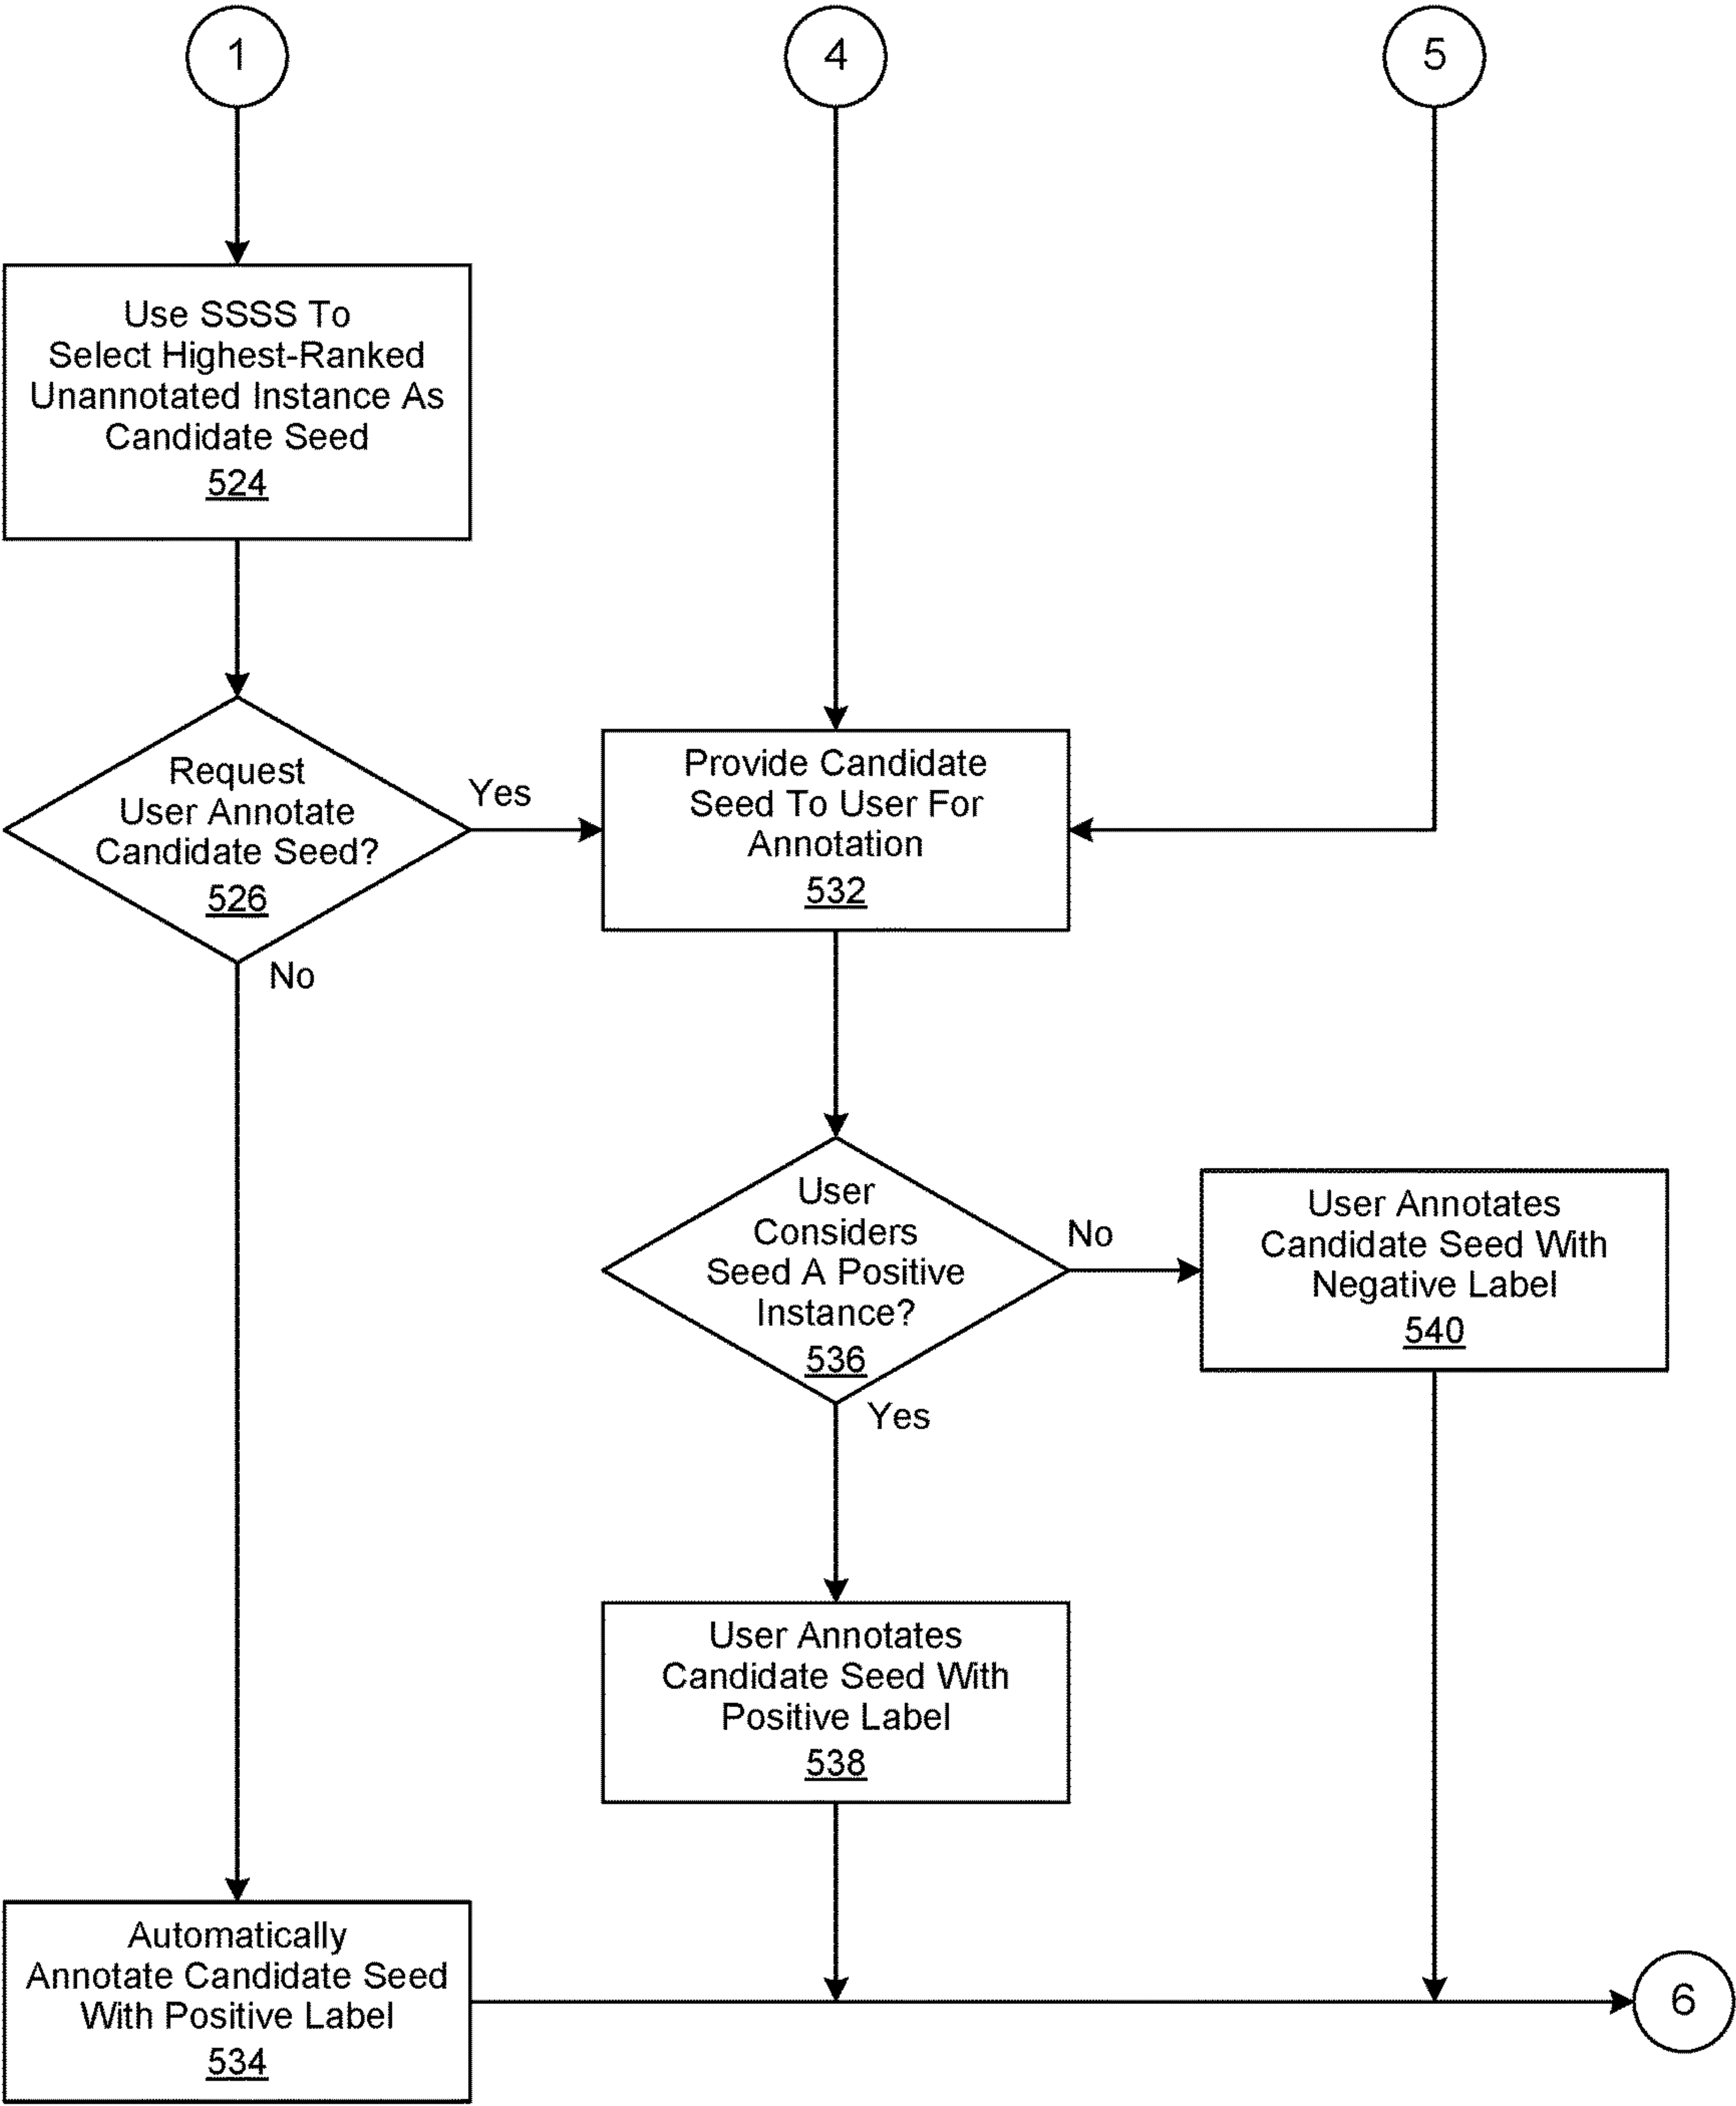 1
4
5
Use SSSS To
Select Highest-Ranked
Unannotated Instance As
Candidate Seed
524
Request
User Annotate
Candidate Seed?
526
Yes
No
Provide Candidate
Seed To User For
Annotation
532
User
Considers
Seed A Positive
Instance?
536
No
Yes
User Annotates
Candidate Seed With
Negative Label
540
User Annotates
Candidate Seed With
Positive Label
538
Automatically
Annotate Candidate Seed
With Positive Label
534
6